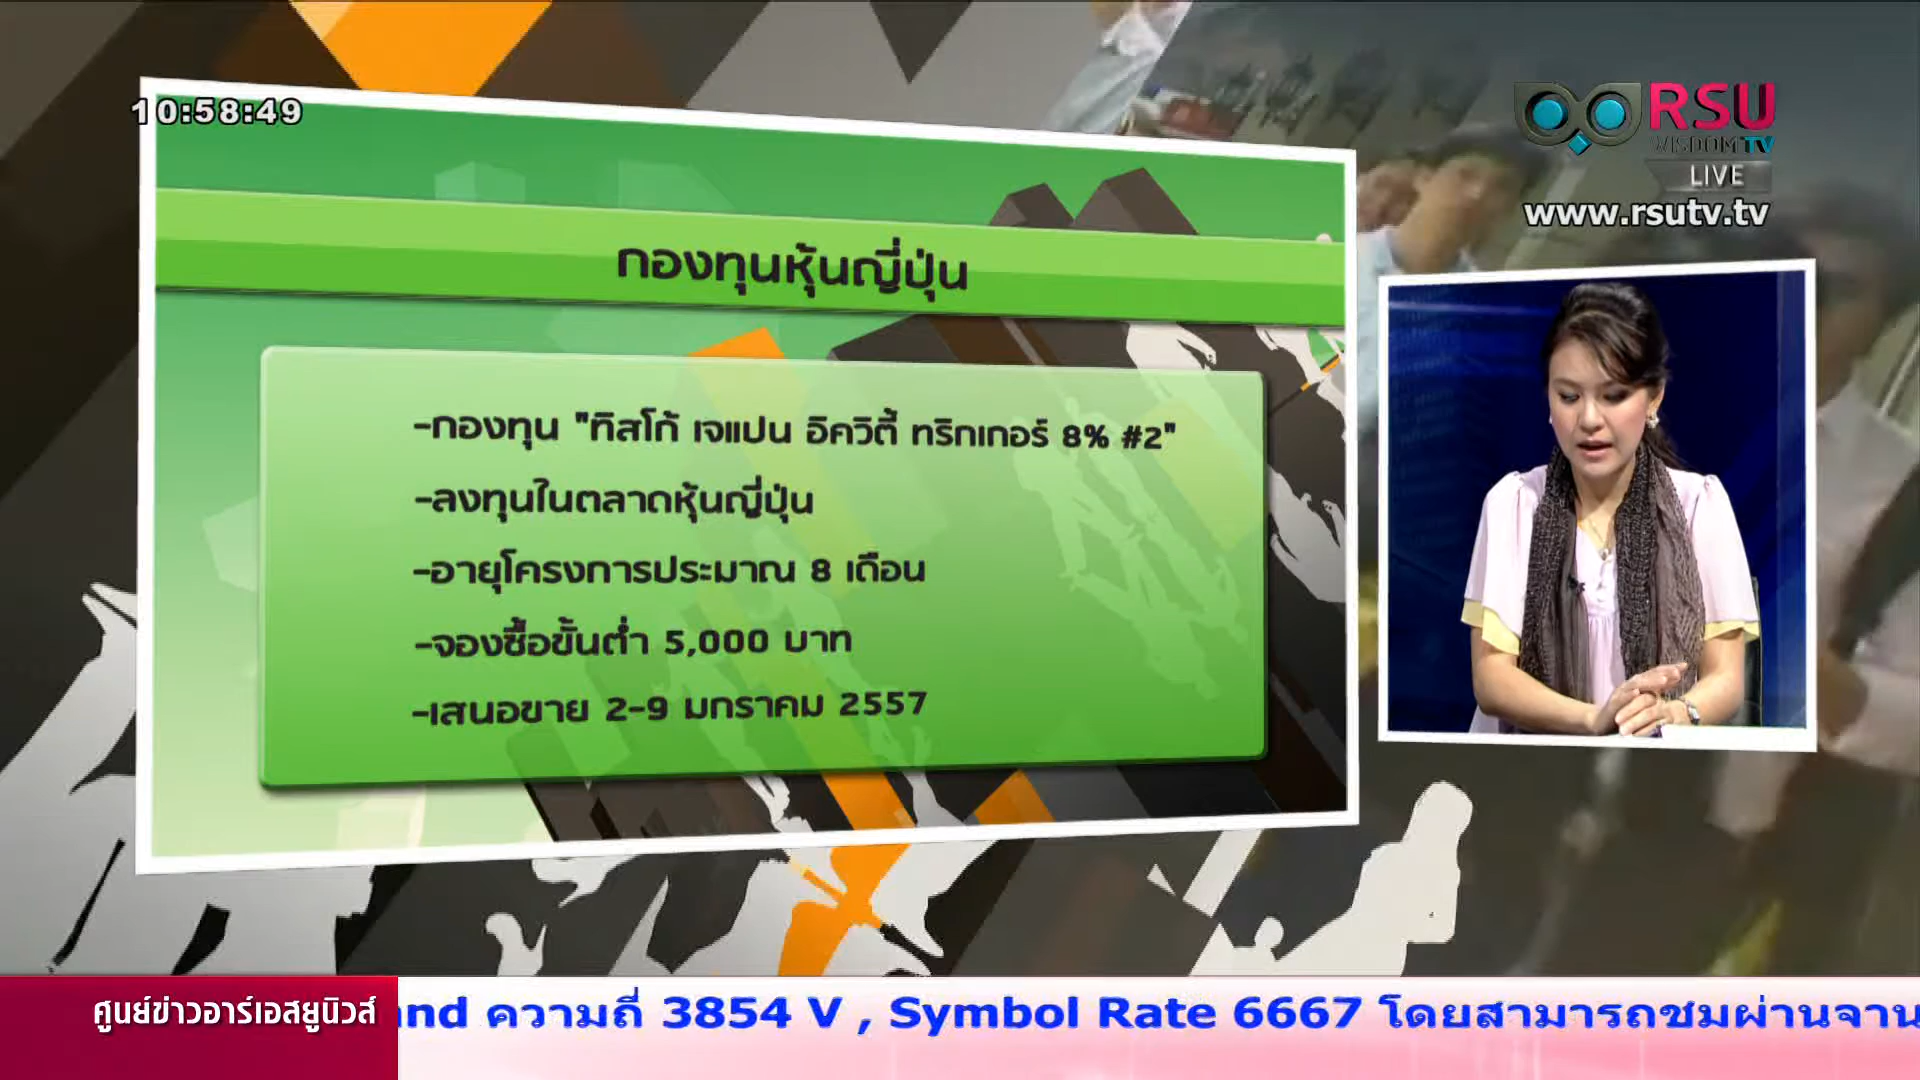 10:58:49
RSU
WISDOM TV
LIVE
www.rsutv.tv
กองทุนหุ้นญี่ปุ่น
-กองทุน "ทิสโก้ เจแปน อิควิตี้ ทริกเกอร์ 8% #2"
-ลงทุนในตลาดหุ้นญี่ปุ่น
-อายุโครงการประมาณ 8 เดือน
-จองซื้อขั้นต่ำ 5,000 บาท
-เสนอขาย 2-9 มกราคม 2557
ศูนย์ข่าวอาร์เอสยูนิวส์
and ความถี่ 3854 V , Symbol Rate 6667 โดยสามารถชมผ่านจาน